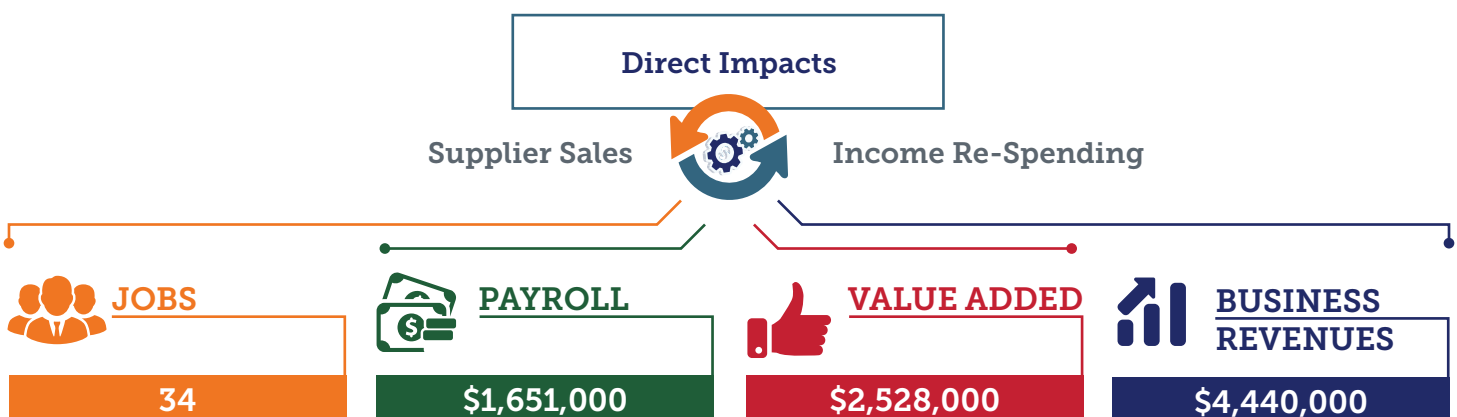 Direct Impacts
Supplier Sales
Income Re-Spending
JOBS
34
PAYROLL
$1,651,000
VALUE ADDED
$2,528,000
BUSINESS
REVENUES
$4,440,000